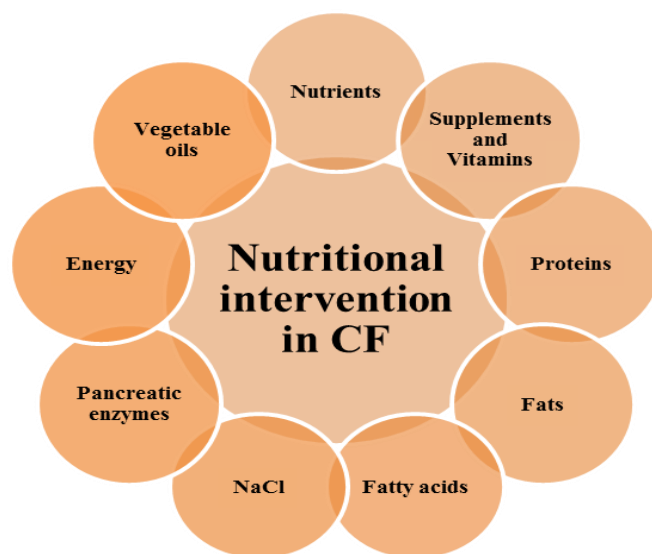 Nutrients
Supplements
and
Vitamins
Proteins
Fats
Fatty acids
NaCl
Pancreatic
enzymes
Energy
Vegetable
oils
Nutritional
intervention
in CF